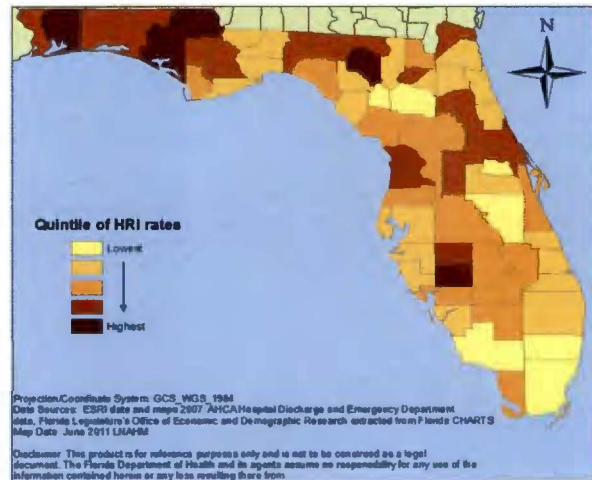 N
Quintile of HRI rates
Lowest
Highest
Projection/Coordinate System: GCS_WGS_1984
Data Sources: ESRI data and maps 2007 AHCA Hospital Discharge and Emergency Department
data, Florida Legislature's Office of Economic and Demographic Research extracted from Florida CHARTS
Map Date: June 2011 LNAHM
Disclaimer: This product is for reference purposes only and is not to be construed as a legal
document. The Florida Department of Health and its agents assume no responsibility for any use of the
information contained herein or any loss resulting there from